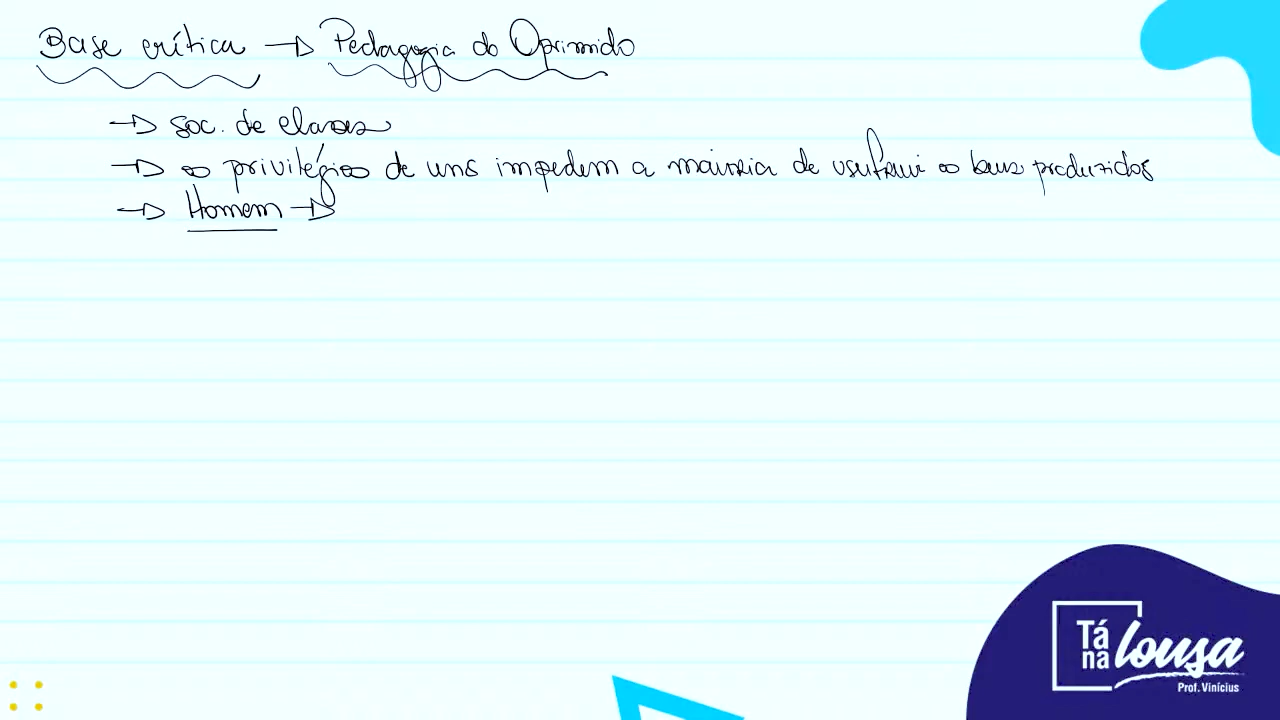 Base crítica → Pedagogia do Oprimido
→ soc. de classes
→ os privilégios de uns impedem a maioria de usufruir os bens produzidos
→ Homem →
Tá na lousa
Prof. Vinícius